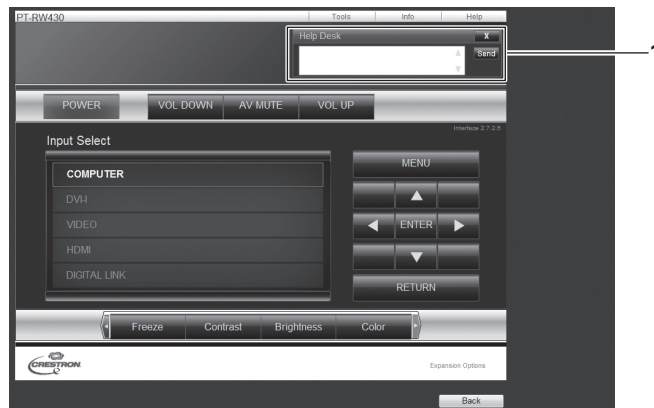 PT-RW430 Tools Info Help
Help Desk X
Send
1
POWER VOL DOWN AV MUTE VOL UP
Interface 2.7.2.8
Input Select
COMPUTER
DVI-I
VIDEO
HDMI
DIGITAL LINK
MENU
ENTER
RETURN
Freeze Contrast Brightness Color
CRESTRON
Expansion Options
Back